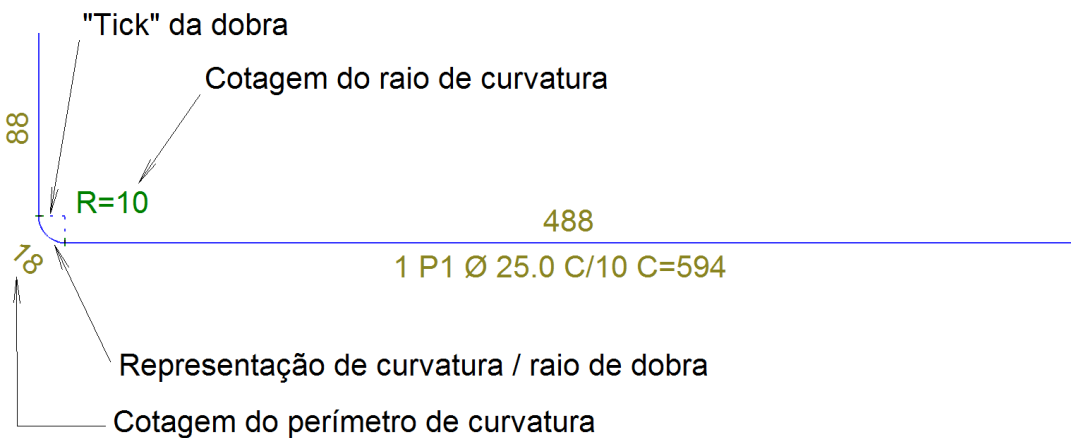 "Tick" da dobra
Cotagem do raio de curvatura
88
R=10
488
18
1 P1 Ø 25.0 C/10 C=594
Representação de curvatura / raio de dobra
Cotagem do perímetro de curvatura